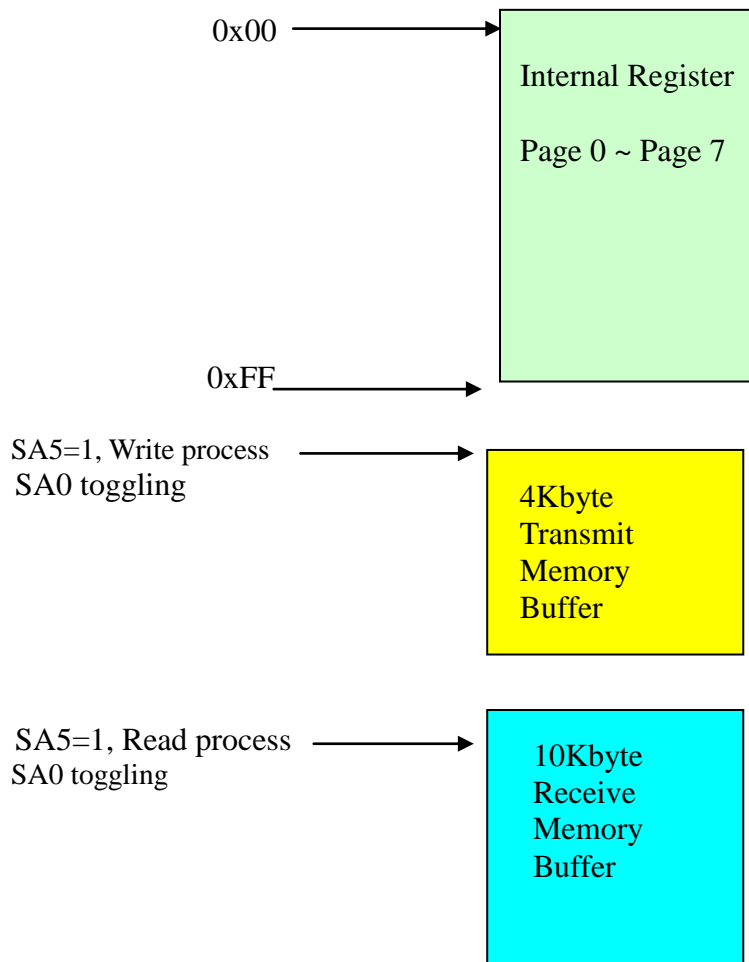 0x00
Internal Register
Page 0 ~ Page 7
0xFF
SA5=1, Write process
SA0 toggling
4Kbyte
Transmit
Memory
Buffer
SA5=1, Read process
SA0 toggling
10Kbyte
Receive
Memory
Buffer